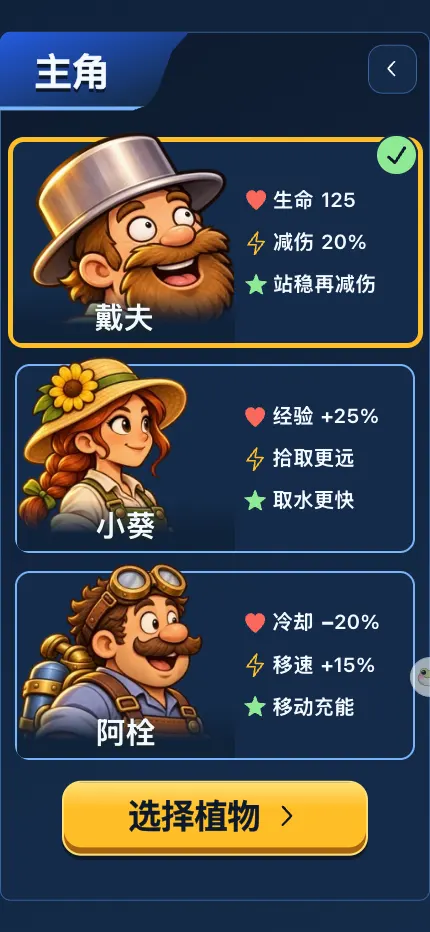 主角
生命 125
减伤 20%
站稳再减伤
戴夫
经验 +25%
拾取更远
取水更快
小葵
冷却 −20%
移速 +15%
移动充能
阿栓
选择植物